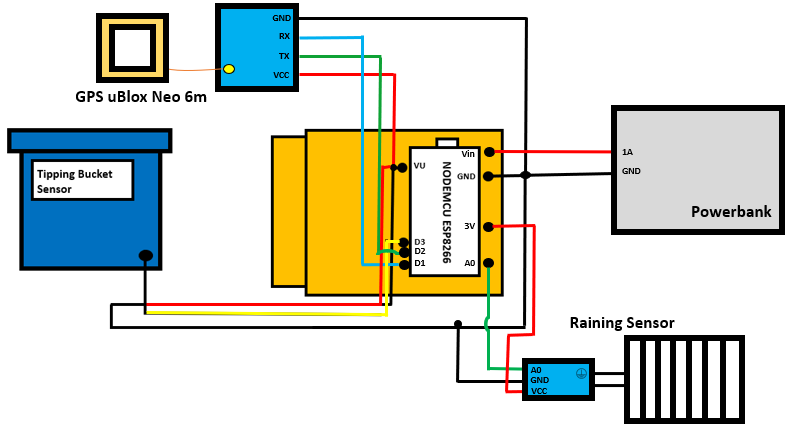 GND
RX
TX
VCC
GPS uBlox Neo 6m
Tipping Bucket
Sensor
VU
D3
D2
D1
NODEMCU ESP8266
Vin
GND
3V
A0
1A
GND
Powerbank
Raining Sensor
A0
GND
VCC